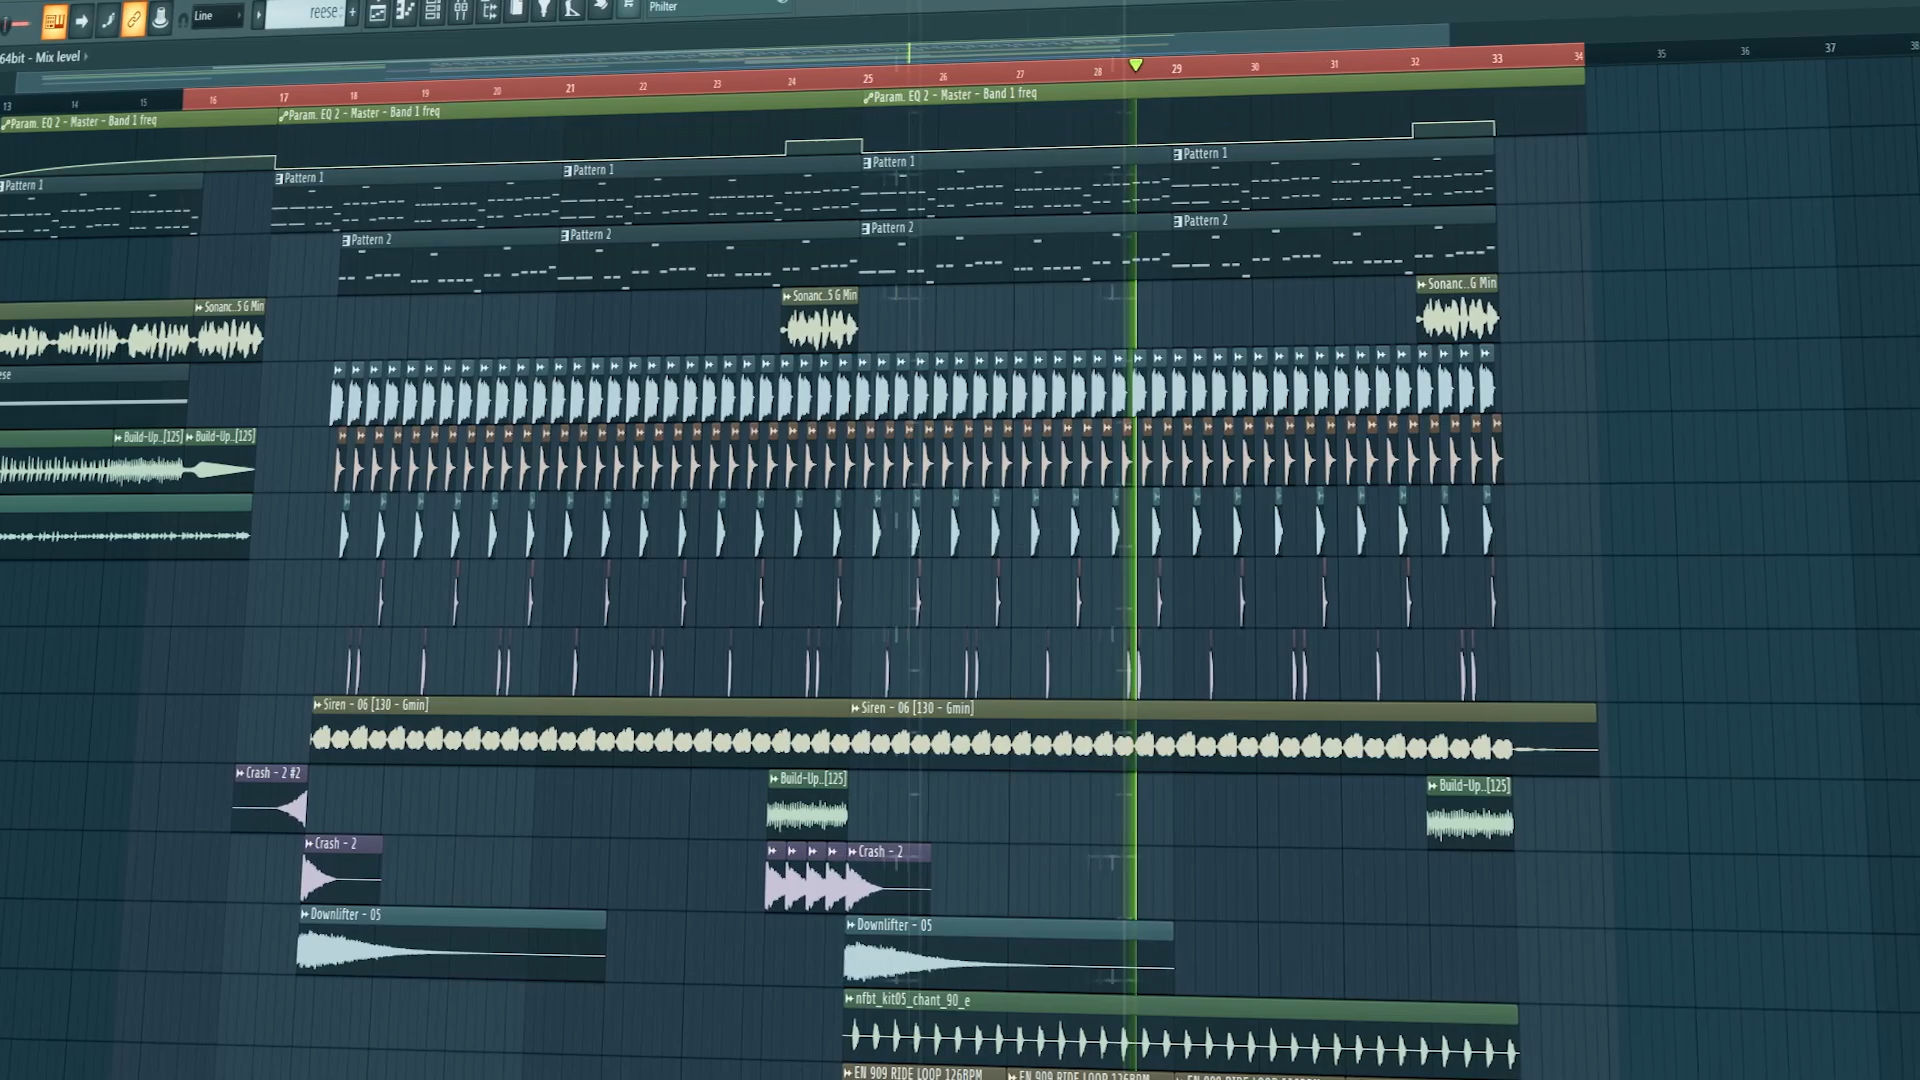 Line reese: + Philter
64bit - Mix level
13 14 15 16 17 18 19 20 21 22 23 24 25 26 27 28 29 30 31 32 33 34 35 36 37 38
Param. EQ 2 - Master - Band 1 freq Param. EQ 2 - Master - Band 1 freq Param. EQ 2 - Master - Band 1 freq
Pattern 1 Pattern 1 Pattern 1 Pattern 1 Pattern 1
Pattern 2 Pattern 2 Pattern 2 Pattern 2
Sonanc..5 G Min Sonanc..5 G Min Sonanc..G Min
ese
Build-Up..[125] Build-Up..[125]
Siren - 06 [130 - Gmin] Siren - 06 [130 - Gmin]
Crash - 2 #2 Build-Up..[125] Build-Up..[125]
Crash - 2 Crash - 2
Downlifter - 05 Downlifter - 05
nfbt_kit05_chant_90_e
EN 909 RIDE LOOP 126BPM EN 909 RIDE LOOP 126BPM